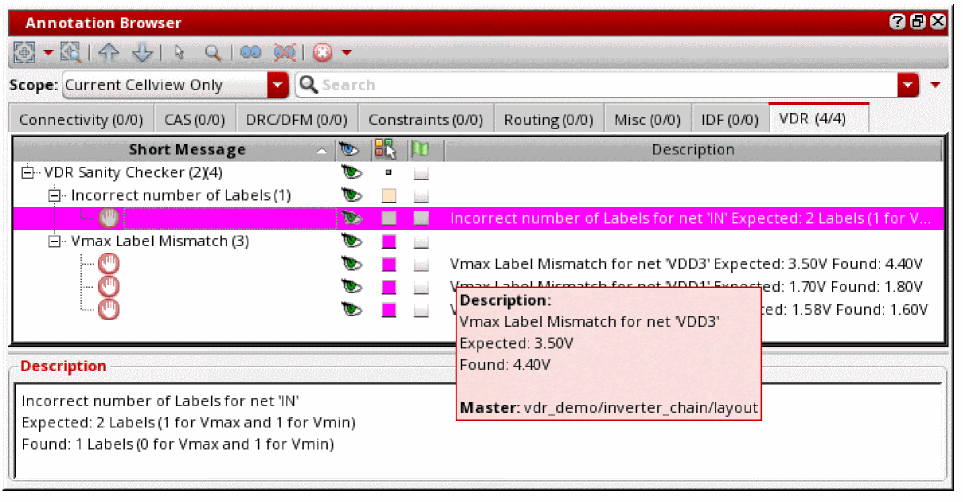 Annotation Browser
Scope: Current Cellview Only Search
Connectivity (0/0) CAS (0/0) DRC/DFM (0/0) Constraints (0/0) Routing (0/0) Misc (0/0) IDF (0/0) VDR (4/4)
Short Message Description
VDR Sanity Checker (2)(4)
Incorrect number of Labels (1)
Incorrect number of Labels for net 'IN' Expected: 2 Labels (1 for V...
Vmax Label Mismatch (3)
Vmax Label Mismatch for net 'VDD3' Expected: 3.50V Found: 4.40V
Vmax Label Mismatch for net 'VDD1' Expected: 1.70V Found: 1.80V
1.58V Found: 1.60V
Description:
Vmax Label Mismatch for net 'VDD3'
Expected: 3.50V
Found: 4.40V
Master: vdr_demo/inverter_chain/layout
Description
Incorrect number of Labels for net 'IN'
Expected: 2 Labels (1 for Vmax and 1 for Vmin)
Found: 1 Labels (0 for Vmax and 1 for Vmin)